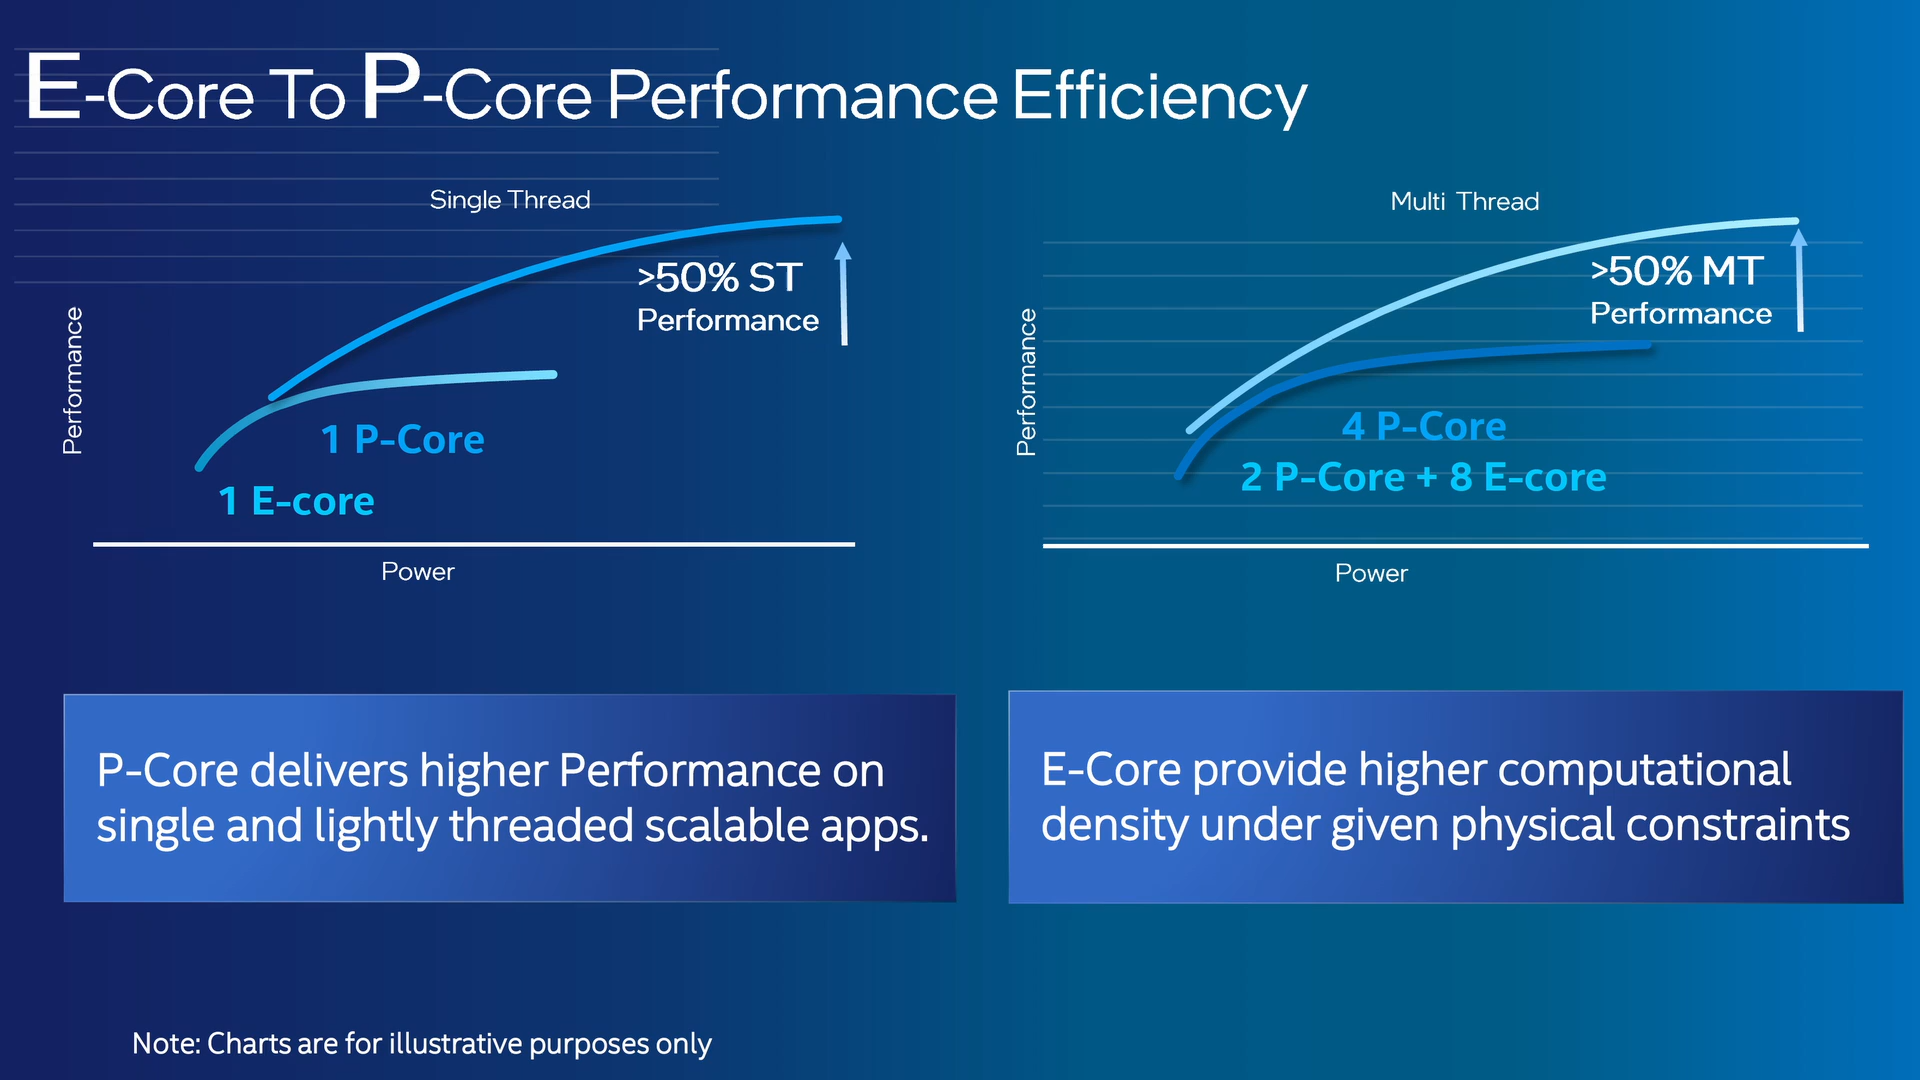 E-Core To P-Core Performance Efficiency
Single Thread
>50% ST
Performance
Performance
1 P-Core
1 E-core
Power
Multi Thread
>50% MT
Performance
Performance
4 P-Core
2 P-Core + 8 E-core
Power
P-Core delivers higher Performance on
single and lightly threaded scalable apps.
E-Core provide higher computational
density under given physical constraints
Note: Charts are for illustrative purposes only